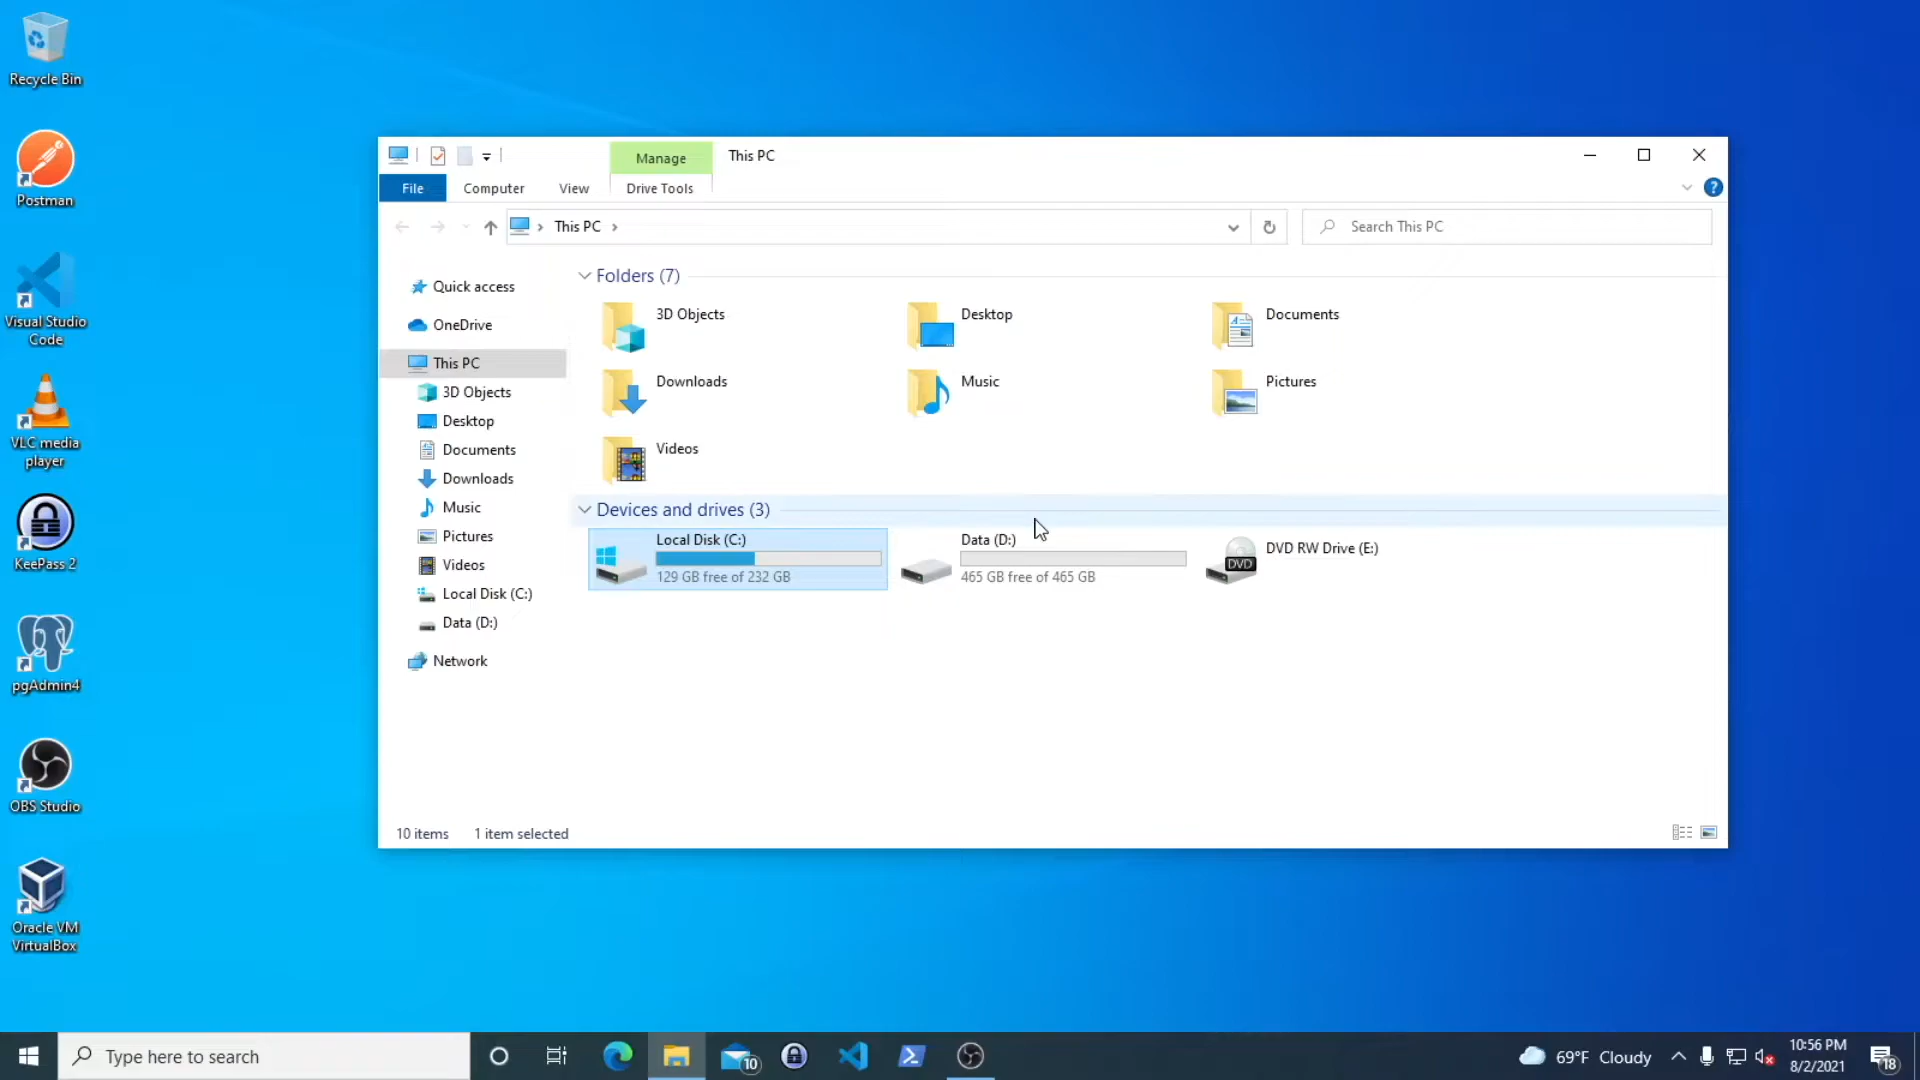 Recycle Bin
Postman
Visual Studio
Code
VLC media
player
KeePass 2
pgAdmin4
OBS Studio
Oracle VM
VirtualBox
Manage
This PC
File
Computer
View
Drive Tools
?
This PC
Search This PC
Quick access
OneDrive
This PC
3D Objects
Desktop
Documents
Downloads
Music
Pictures
Videos
Local Disk (C:)
Data (D:)
Network
Folders (7)
3D Objects
Desktop
Documents
Downloads
Music
Pictures
Videos
Devices and drives (3)
Local Disk (C:)
129 GB free of 232 GB
Data (D:)
465 GB free of 465 GB
DVD
DVD RW Drive (E:)
10 items
1 item selected
Type here to search
10
69°F Cloudy
10:56 PM
8/2/2021
18